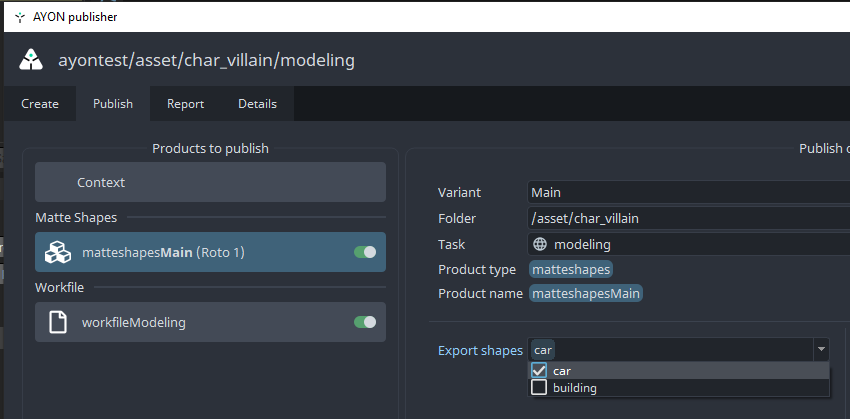 AYON publisher
ayontest/asset/char_villain/modeling
Create Publish Report Details
Products to publish
Context
Matte Shapes
matteshapesMain (Roto 1)
Workfile
workfileModeling
Publish
Variant Main
Folder /asset/char_villain
Task modeling
Product type matteshapes
Product name matteshapesMain
Export shapes car
car
building